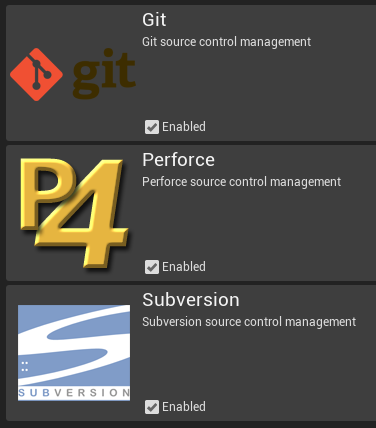 Git
Git source control management
git
Enabled
Perforce
Perforce source control management
P4
Enabled
Subversion
Subversion source control management
SUBVERSION
Enabled